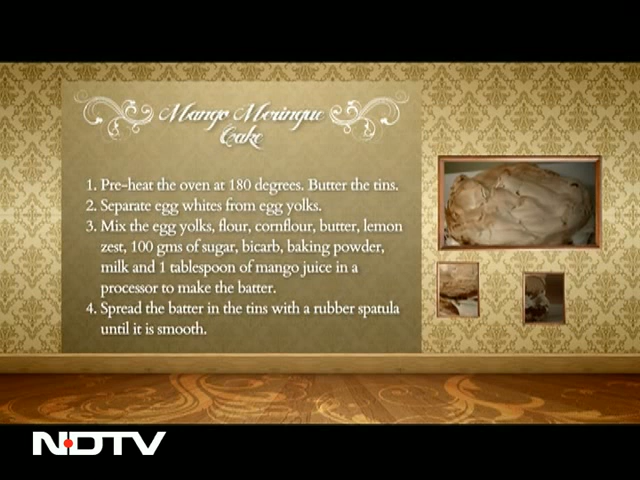 Mango Meringue
Cake
1. Pre-heat the oven at 180 degrees. Butter the tins.
2. Separate egg whites from egg yolks.
3. Mix the egg yolks, flour, cornflour, butter, lemon
zest, 100 gms of sugar, bicarb, baking powder,
milk and 1 tablespoon of mango juice in a
processor to make the batter.
4. Spread the batter in the tins with a rubber spatula
until it is smooth.
NDTV